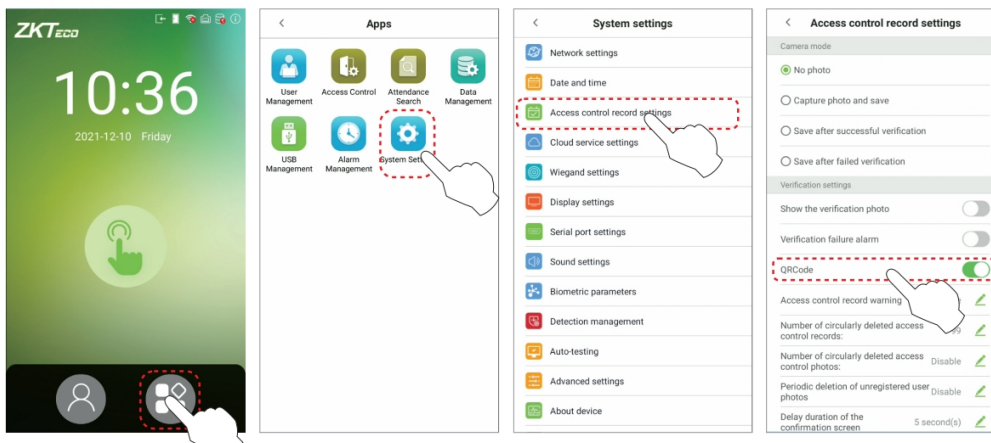 ZKTeco
10:36
2021-12-10 Friday
Apps
User
Management
Access Control
Attendance
Search
Data
Management
USB
Management
Alarm
Management
System
System settings
Network settings
Date and time
Access control record settings
Cloud service settings
Wiegand settings
Display settings
Serial port settings
Sound settings
Biometric parameters
Detection management
Auto-testing
Advanced settings
About device
Access control record settings
Camera mode
No photo
Capture photo and save
Save after successful verification
Save after failed verification
Verification settings
Show the verification photo
Verification failure alarm
QRCode
Access control record warning
Number of circularly deleted access
control records:
Number of circularly deleted access
control photos:
Disable
Periodic deletion of unregistered user
photos
Disable
Delay duration of the
confirmation screen
5 second(s)